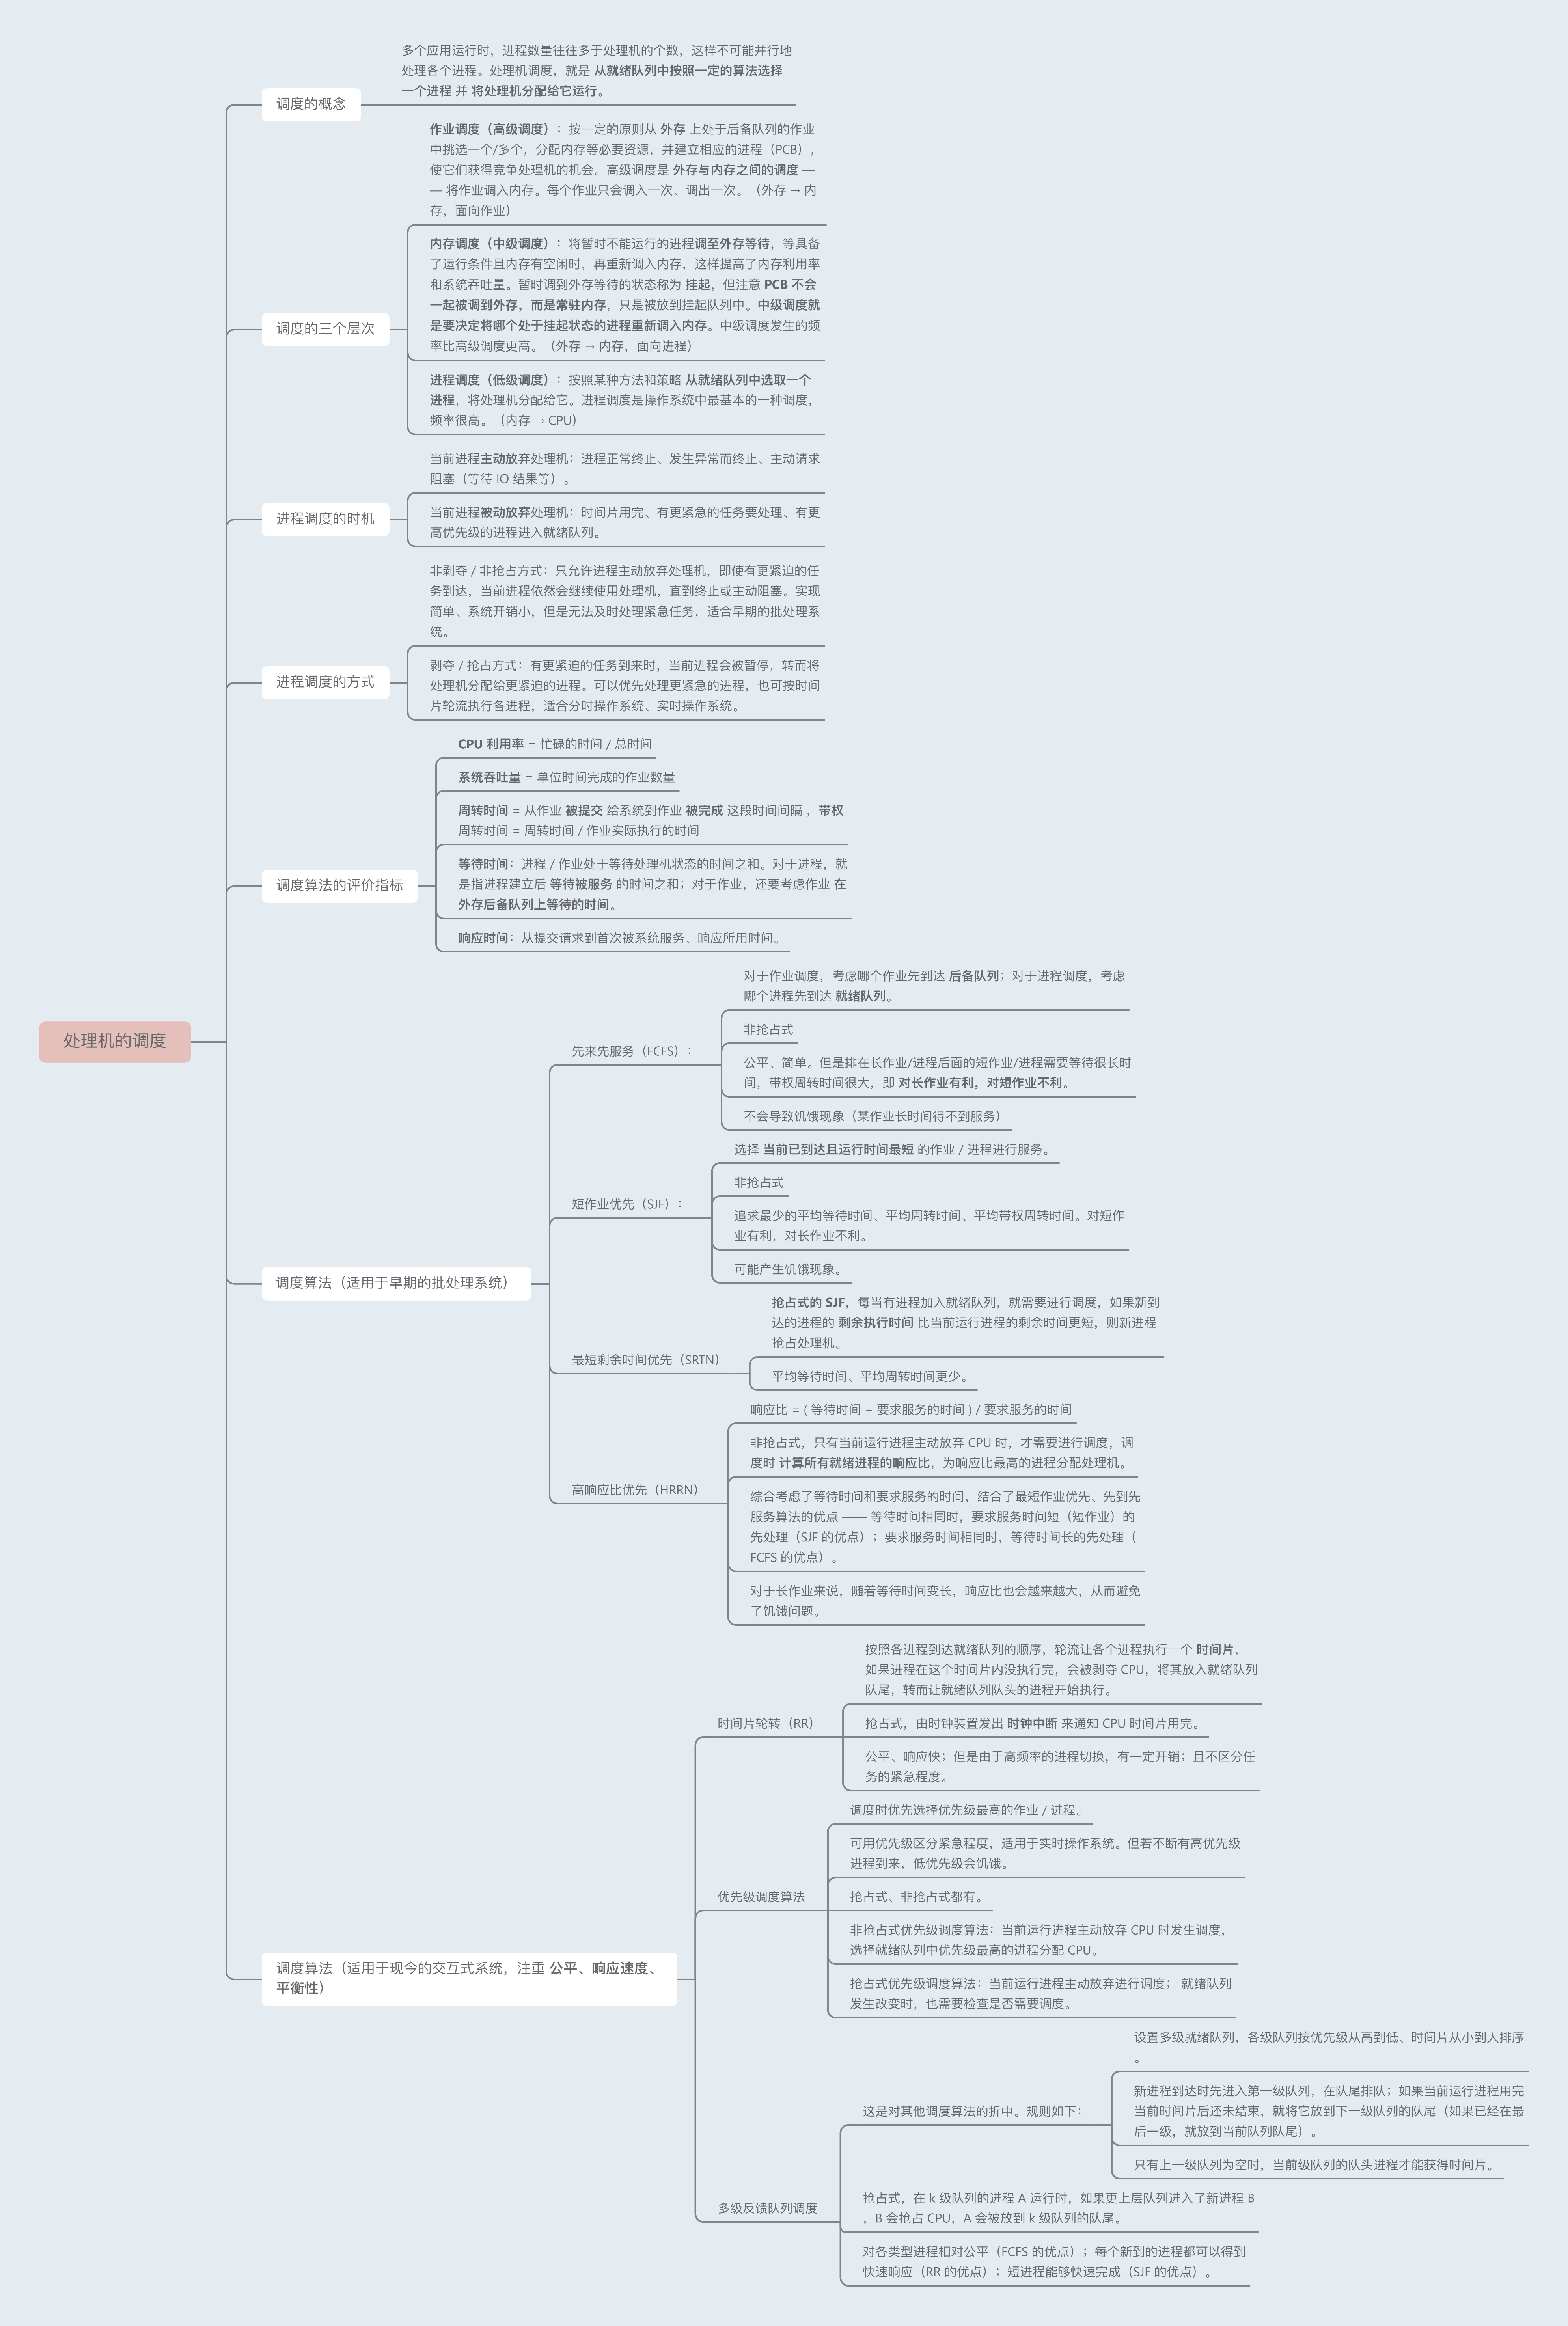 处理机的调度
调度的概念
多个应用运行时，进程数量往往多于处理机的个数，这样不可能并行地
处理各个进程。处理机调度，就是 从就绪队列中按照一定的算法选择
一个进程 并 将处理机分配给它运行。
调度的三个层次
作业调度（高级调度）：按一定的原则从 外存 上处于后备队列的作业
中挑选一个/多个，分配内存等必要资源，并建立相应的进程（PCB），
使它们获得竞争处理机的机会。高级调度是 外存与内存之间的调度 —
— 将作业调入内存。每个作业只会调入一次、调出一次。（外存 → 内
存，面向作业）
内存调度（中级调度）：将暂时不能运行的进程调至外存等待，等具备
了运行条件且内存有空闲时，再重新调入内存，这样提高了内存利用率
和系统吞吐量。暂时调到外存等待的状态称为 挂起，但注意 PCB 不会
一起被调到外存，而是常驻内存，只是被放到挂起队列中。中级调度就
是要决定将哪个处于挂起状态的进程重新调入内存。中级调度发生的频
率比高级调度更高。（外存 → 内存，面向进程）
进程调度（低级调度）：按照某种方法和策略 从就绪队列中选取一个
进程，将处理机分配给它。进程调度是操作系统中最基本的一种调度，
频率很高。（内存 → CPU）
进程调度的时机
当前进程主动放弃处理机：进程正常终止、发生异常而终止、主动请求
阻塞（等待 IO 结果等）。
当前进程被动放弃处理机：时间片用完、有更紧急的任务要处理、有更
高优先级的进程进入就绪队列。
进程调度的方式
非剥夺 / 非抢占方式：只允许进程主动放弃处理机，即使有更紧迫的任
务到达，当前进程依然会继续使用处理机，直到终止或主动阻塞。实现
简单、系统开销小，但是无法及时处理紧急任务，适合早期的批处理系
统。
剥夺 / 抢占方式：有更紧迫的任务到来时，当前进程会被暂停，转而将
处理机分配给更紧迫的进程。可以优先处理更紧急的进程，也可按时间
片轮流执行各进程，适合分时操作系统、实时操作系统。
调度算法的评价指标
CPU 利用率 = 忙碌的时间 / 总时间
系统吞吐量 = 单位时间完成的作业数量
周转时间 = 从作业 被提交 给系统到作业 被完成 这段时间间隔 ，带权
周转时间 = 周转时间 / 作业实际执行的时间
等待时间：进程 / 作业处于等待处理机状态的时间之和。对于进程，就
是指进程建立后 等待被服务 的时间之和；对于作业，还要考虑作业 在
外存后备队列上等待的时间。
响应时间：从提交请求到首次被系统服务、响应所用时间。
调度算法（适用于早期的批处理系统）
先来先服务（FCFS）：
对于作业调度，考虑哪个作业先到达 后备队列；对于进程调度，考虑
哪个进程先到达 就绪队列。
非抢占式
公平、简单。但是排在长作业/进程后面的短作业/进程需要等待很长时
间，带权周转时间很大，即 对长作业有利，对短作业不利。
不会导致饥饿现象（某作业长时间得不到服务）
短作业优先（SJF）：
选择 当前已到达且运行时间最短 的作业 / 进程进行服务。
非抢占式
追求最少的平均等待时间、平均周转时间、平均带权周转时间。对短作
业有利，对长作业不利。
可能产生饥饿现象。
最短剩余时间优先（SRTN）
抢占式的 SJF，每当有进程加入就绪队列，就需要进行调度，如果新到
达的进程的 剩余执行时间 比当前运行进程的剩余时间更短，则新进程
抢占处理机。
平均等待时间、平均周转时间更少。
高响应比优先（HRRN）
响应比 = ( 等待时间 + 要求服务的时间 ) / 要求服务的时间
非抢占式，只有当前运行进程主动放弃 CPU 时，才需要进行调度，调
度时 计算所有就绪进程的响应比，为响应比最高的进程分配处理机。
综合考虑了等待时间和要求服务的时间，结合了最短作业优先、先到先
服务算法的优点 —— 等待时间相同时，要求服务时间短（短作业）的
先处理（SJF 的优点）；要求服务时间相同时，等待时间长的先处理（
FCFS 的优点）。
对于长作业来说，随着等待时间变长，响应比也会越来越大，从而避免
了饥饿问题。
调度算法（适用于现今的交互式系统，注重 公平、响应速度、
平衡性）
时间片轮转（RR）
按照各进程到达就绪队列的顺序，轮流让各个进程执行一个 时间片，
如果进程在这个时间片内没执行完，会被剥夺 CPU，将其放入就绪队列
队尾，转而让就绪队列队头的进程开始执行。
抢占式，由时钟装置发出 时钟中断 来通知 CPU 时间片用完。
公平、响应快；但是由于高频率的进程切换，有一定开销；且不区分任
务的紧急程度。
优先级调度算法
调度时优先选择优先级最高的作业 / 进程。
可用优先级区分紧急程度，适用于实时操作系统。但若不断有高优先级
进程到来，低优先级会饥饿。
抢占式、非抢占式都有。
非抢占式优先级调度算法：当前运行进程主动放弃 CPU 时发生调度，
选择就绪队列中优先级最高的进程分配 CPU。
抢占式优先级调度算法：当前运行进程主动放弃进行调度； 就绪队列
发生改变时，也需要检查是否需要调度。
多级反馈队列调度
这是对其他调度算法的折中。规则如下：
设置多级就绪队列，各级队列按优先级从高到低、时间片从小到大排序
。
新进程到达时先进入第一级队列，在队尾排队；如果当前运行进程用完
当前时间片后还未结束，就将它放到下一级队列的队尾（如果已经在最
后一级，就放到当前队列队尾）。
只有上一级队列为空时，当前级队列的队头进程才能获得时间片。
抢占式，在 k 级队列的进程 A 运行时，如果更上层队列进入了新进程 B
，B 会抢占 CPU，A 会被放到 k 级队列的队尾。
对各类型进程相对公平（FCFS 的优点）；每个新到的进程都可以得到
快速响应（RR 的优点）；短进程能够快速完成（SJF 的优点）。